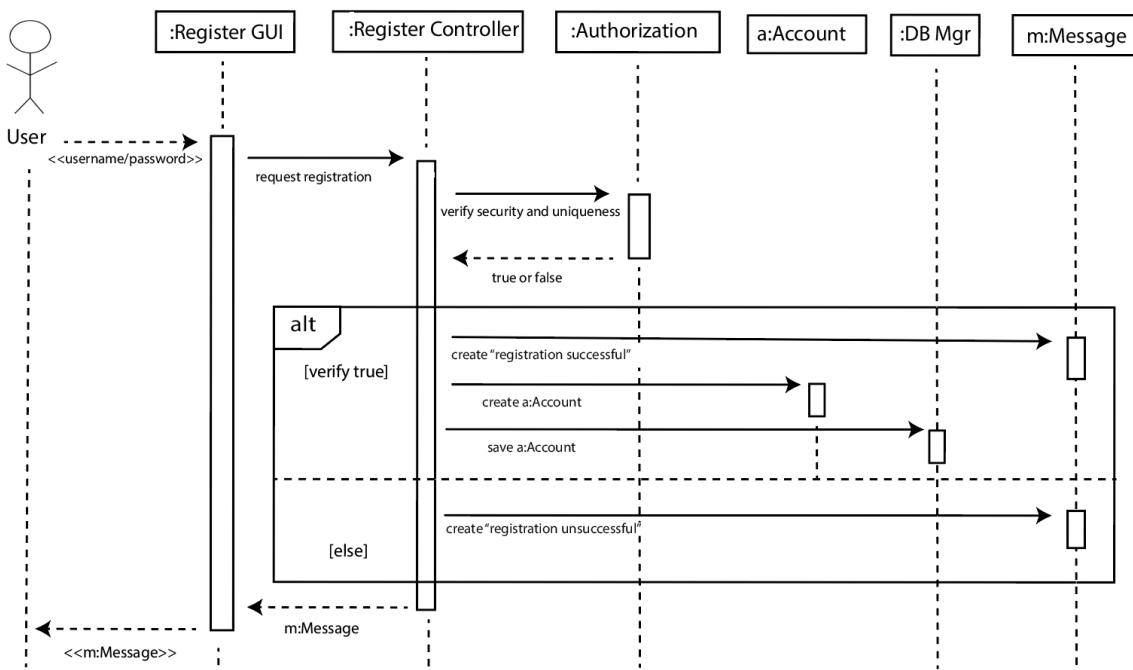 :Register GUI
:Register Controller
:Authorization
a:Account
:DB Mgr
m:Message
User
<<username/password>>
request registration
verify security and uniqueness
true or false
alt
create "registration successful"
[verify true]
create a:Account
save a:Account
create "registration unsuccessful"
[else]
m:Message
<<m:Message>>